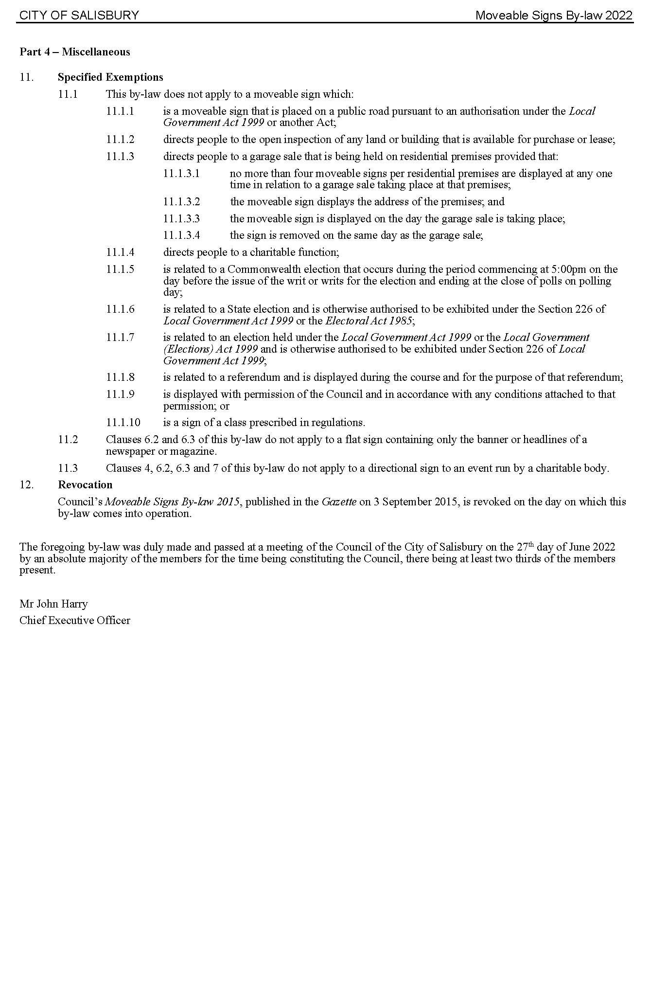 CITY OF SALISBURY Moveable Signs By-law 2022
Part 4 – Miscellaneous
11. Specified Exemptions
11.1 This by-law does not apply to a moveable sign which:
11.1.1 is a moveable sign that is placed on a public road pursuant to an authorisation under the Local
Government Act 1999 or another Act;
11.1.2 directs people to the open inspection of any land or building that is available for purchase or lease;
11.1.3 directs people to a garage sale that is being held on residential premises provided that:
11.1.3.1 no more than four moveable signs per residential premises are displayed at any one
time in relation to a garage sale taking place at that premises;
11.1.3.2 the moveable sign displays the address of the premises; and
11.1.3.3 the moveable sign is displayed on the day the garage sale is taking place;
11.1.3.4 the sign is removed on the same day as the garage sale;
11.1.4 directs people to a charitable function;
11.1.5 is related to a Commonwealth election that occurs during the period commencing at 5:00pm on the
day before the issue of the writ or writs for the election and ending at the close of polls on polling
day;
11.1.6 is related to a State election and is otherwise authorised to be exhibited under the Section 226 of
Local Government Act 1999 or the Electoral Act 1985;
11.1.7 is related to an election held under the Local Government Act 1999 or the Local Government
(Elections) Act 1999 and is otherwise authorised to be exhibited under Section 226 of Local
Government Act 1999;
11.1.8 is related to a referendum and is displayed during the course and for the purpose of that referendum;
11.1.9 is displayed with permission of the Council and in accordance with any conditions attached to that
permission; or
11.1.10 is a sign of a class prescribed in regulations.
11.2 Clauses 6.2 and 6.3 of this by-law do not apply to a flat sign containing only the banner or headlines of a
newspaper or magazine.
11.3 Clauses 4, 6.2, 6.3 and 7 of this by-law do not apply to a directional sign to an event run by a charitable body.
12. Revocation
Council’s Moveable Signs By-law 2015, published in the Gazette on 3 September 2015, is revoked on the day on which this
by-law comes into operation.
The foregoing by-law was duly made and passed at a meeting of the Council of the City of Salisbury on the 27th day of June 2022
by an absolute majority of the members for the time being constituting the Council, there being at least two thirds of the members
present.
Mr John Harry
Chief Executive Officer